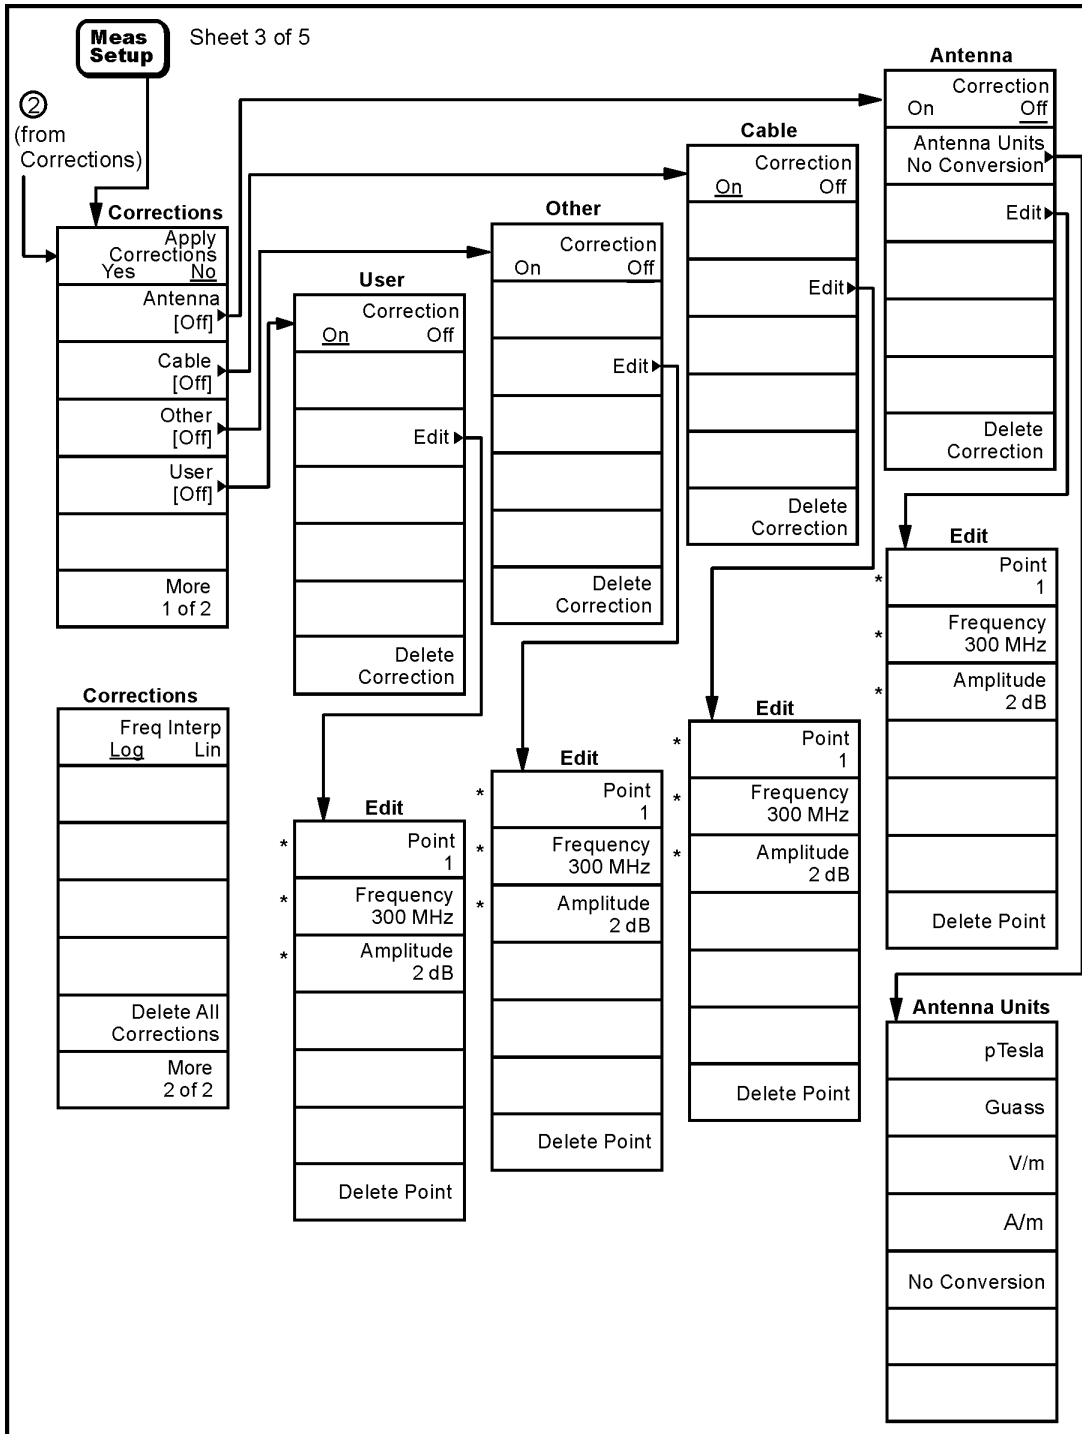 Meas
Setup
Sheet 3 of 5
2
(from
Corrections)
Corrections
Apply
Corrections
Yes No
Antenna
[Off]
Cable
[Off]
Other
[Off]
User
[Off]
More
1 of 2
Corrections
Freq Interp
Log Lin
Delete All
Corrections
More
2 of 2
User
Correction
On Off
Edit
Delete
Correction
Edit
* Point
1
* Frequency
300 MHz
* Amplitude
2 dB
Delete Point
Other
Correction
On Off
Edit
Delete
Correction
Edit
* Point
1
* Frequency
300 MHz
* Amplitude
2 dB
Delete Point
Cable
Correction
On Off
Edit
Delete
Correction
Edit
* Point
1
* Frequency
300 MHz
* Amplitude
2 dB
Delete Point
Antenna
Correction
On Off
Antenna Units
No Conversion
Edit
Delete
Correction
Edit
* Point
1
* Frequency
300 MHz
* Amplitude
2 dB
Delete Point
Antenna Units
pTesla
Guass
V/m
A/m
No Conversion